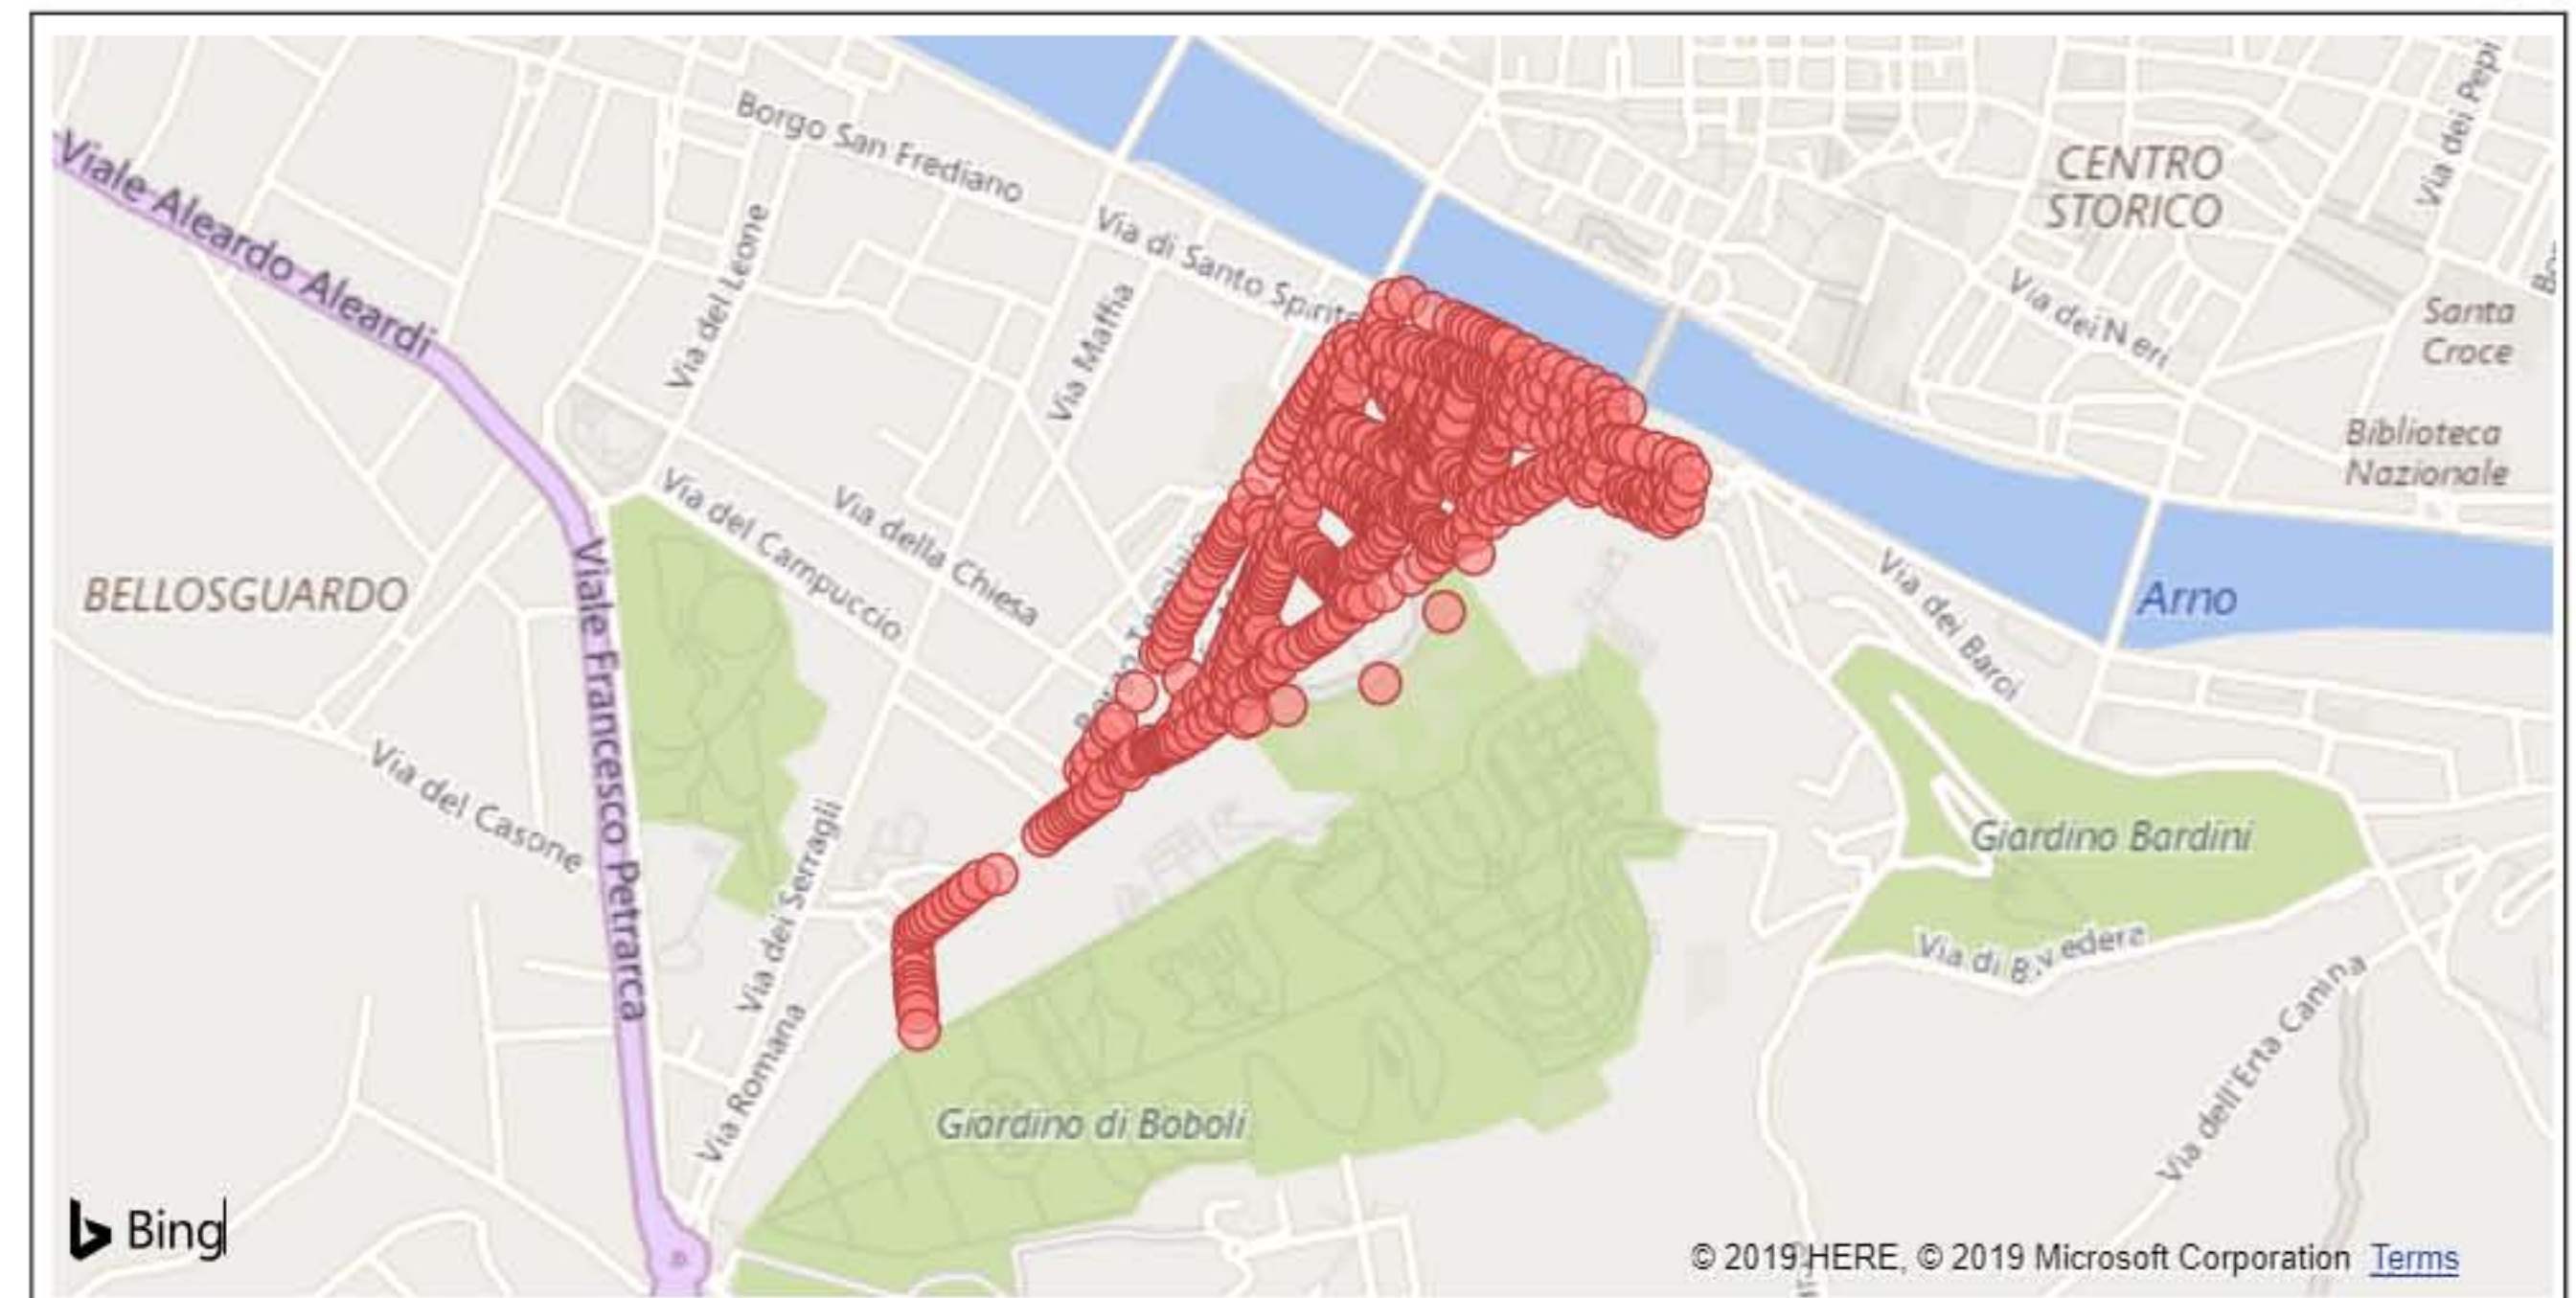 Via dei Pepi
Borgo San Frediano
Viale Aleardo Aleardi
CENTRO
STORICO
Via del Leone
Via di Santo Spirito
Via Maffia
Via dei Neri
Santa
Croce
Biblioteca
Nazionale
Via del Campuccio
Via della Chiesa
BELLOSGUARDO
Viale Francesco Petrarca
Arno
Via dei Bardi
Via del Casone
Via dei Serragli
Giardino Bardini
Via di B.vedere
Via dell'Erta Canina
Via Romana
Giardino di Boboli
Bing
© 2019 HERE, © 2019 Microsoft Corporation Terms